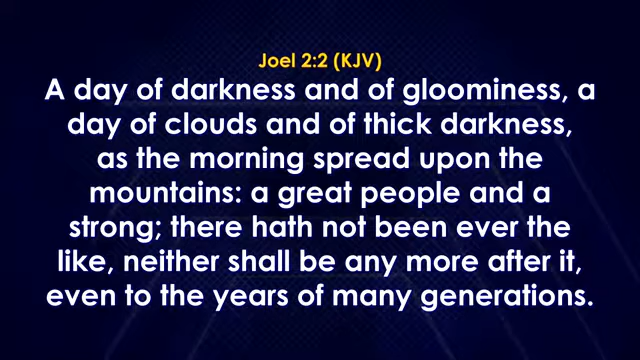 Joel 2:2 (KJV)
A day of darkness and of gloominess, a
day of clouds and of thick darkness,
as the morning spread upon the
mountains: a great people and a
strong; there hath not been ever the
like, neither shall be any more after it,
even to the years of many generations.